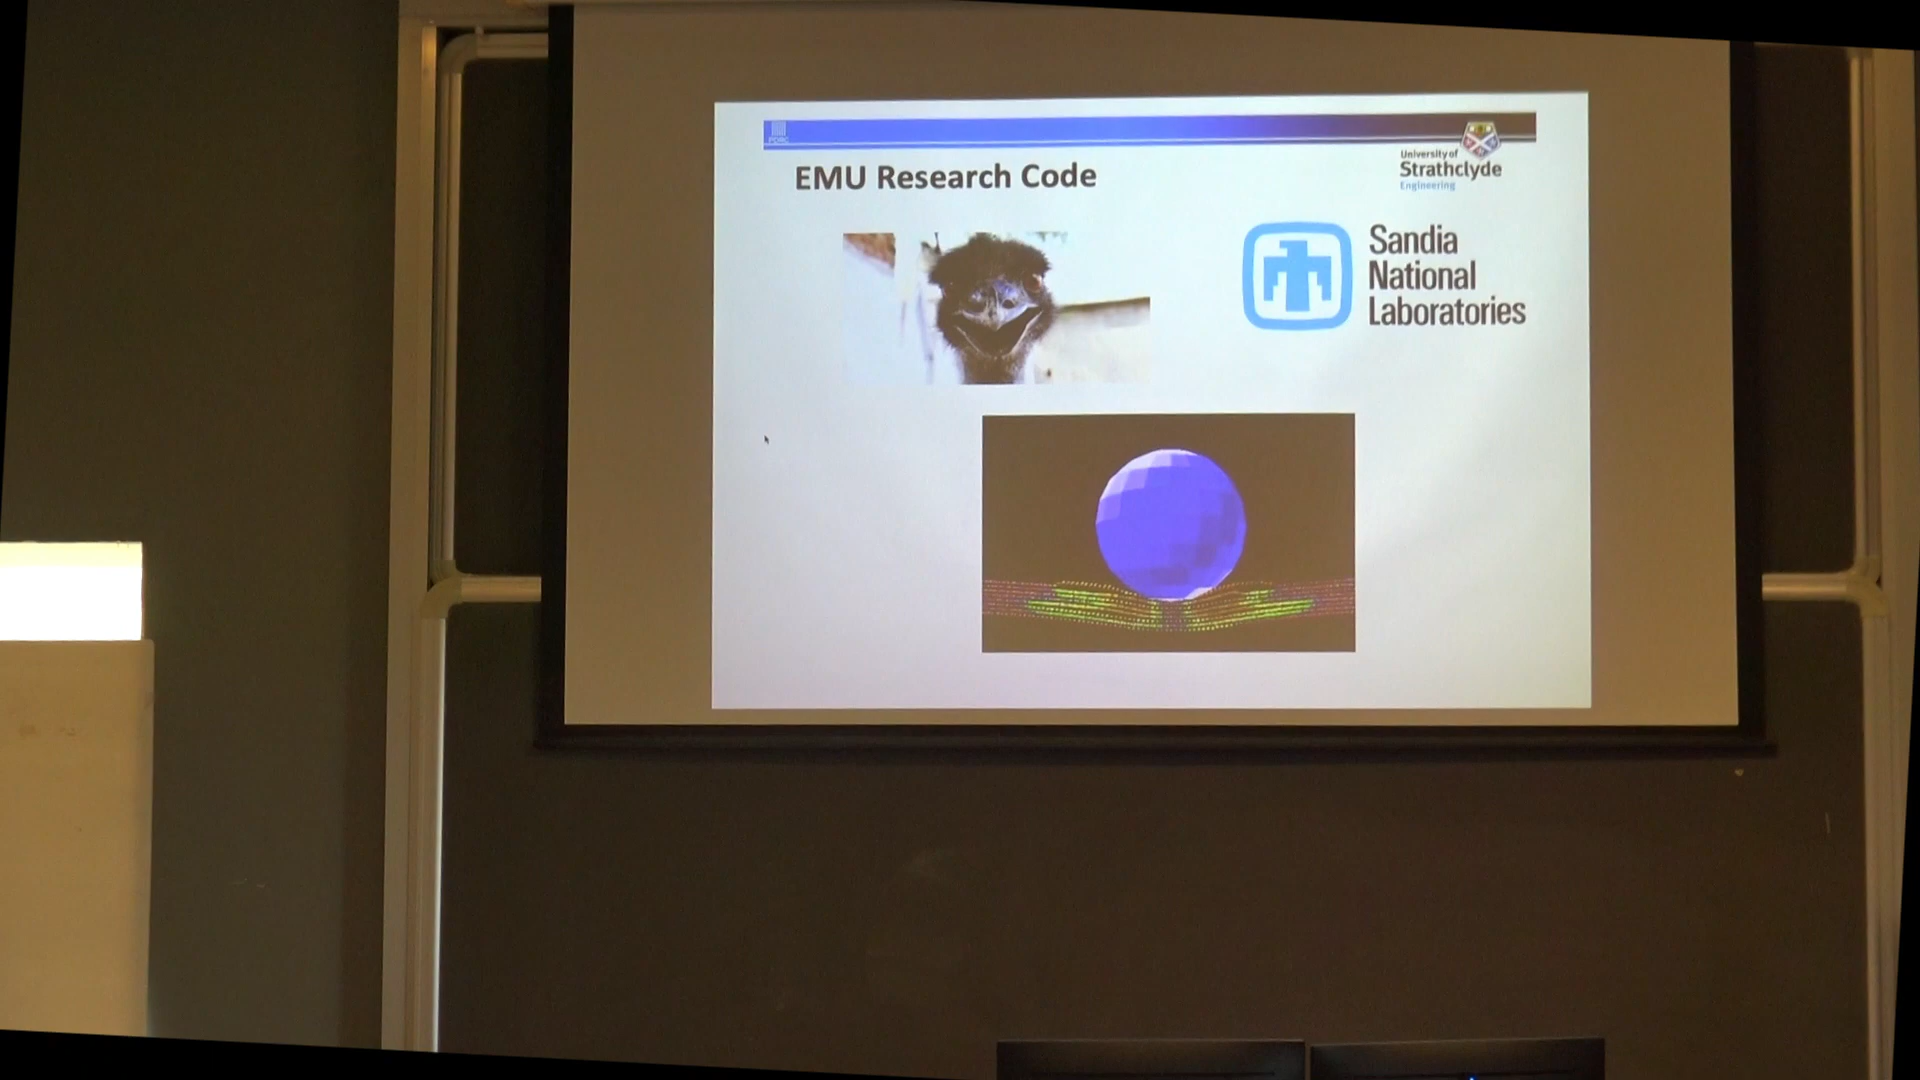 EMU Research Code
University of
Strathclyde
Engineering
Sandia
National
Laboratories